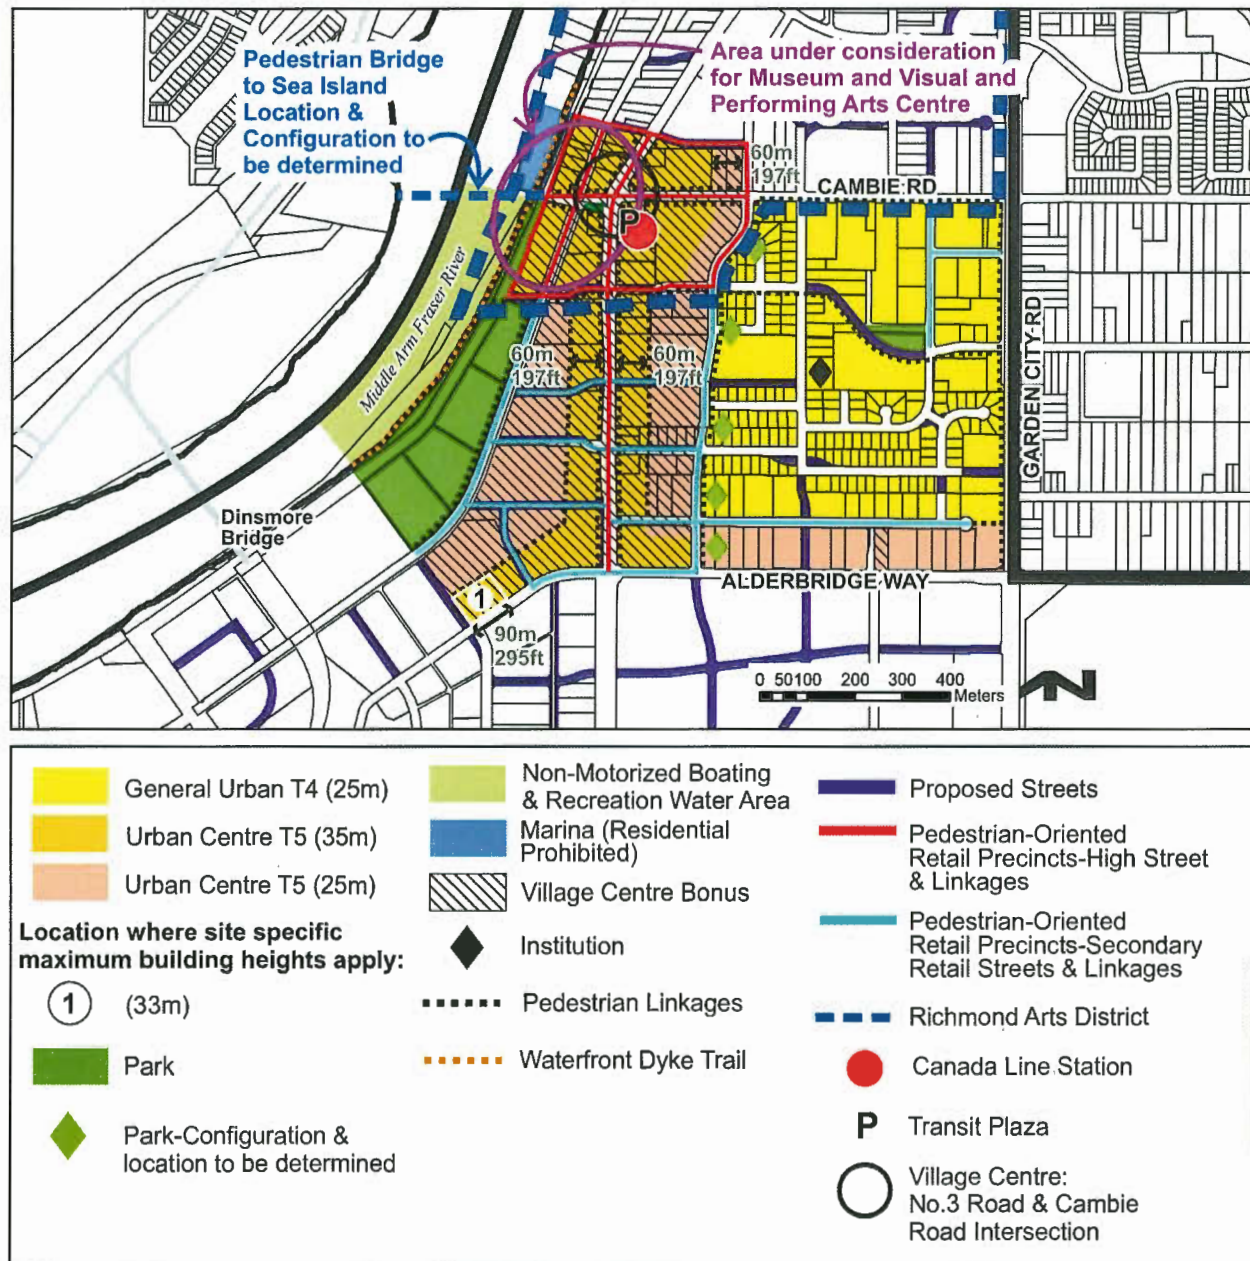 Pedestrian Bridge
to Sea Island
Location &
Configuration to
be determined
Area under consideration
for Museum and Visual and
Performing Arts Centre
60m
197ft
CAMBIE RD
P
Middle Arm Fraser River
60m
197ft
60m
197ft
GARDEN CITY RD
Dinsmore
Bridge
1
ALDERBRIDGE WAY
90m
295ft
0 50 100 200 300 400
Meters
N
General Urban T4 (25m)
Urban Centre T5 (35m)
Urban Centre T5 (25m)
Location where site specific
maximum building heights apply:
1 (33m)
Park
Park-Configuration &
location to be determined
Non-Motorized Boating
& Recreation Water Area
Marina (Residential
Prohibited)
Village Centre Bonus
Institution
Pedestrian Linkages
Waterfront Dyke Trail
Proposed Streets
Pedestrian-Oriented
Retail Precincts-High Street
& Linkages
Pedestrian-Oriented
Retail Precincts-Secondary
Retail Streets & Linkages
Richmond Arts District
Canada Line Station
P Transit Plaza
Village Centre:
No.3 Road & Cambie
Road Intersection